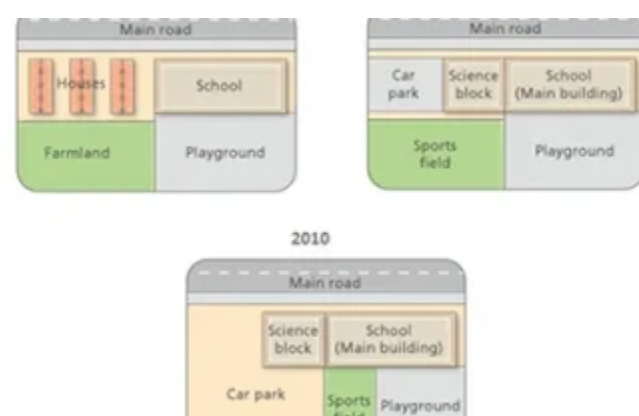 Main road
Houses
School
Farmland
Playground
Main road
Car
park
Science
block
School
(Main building)
Sports
field
Playground
2010
Main road
Science
block
School
(Main building)
Car park
Sports
field
Playground